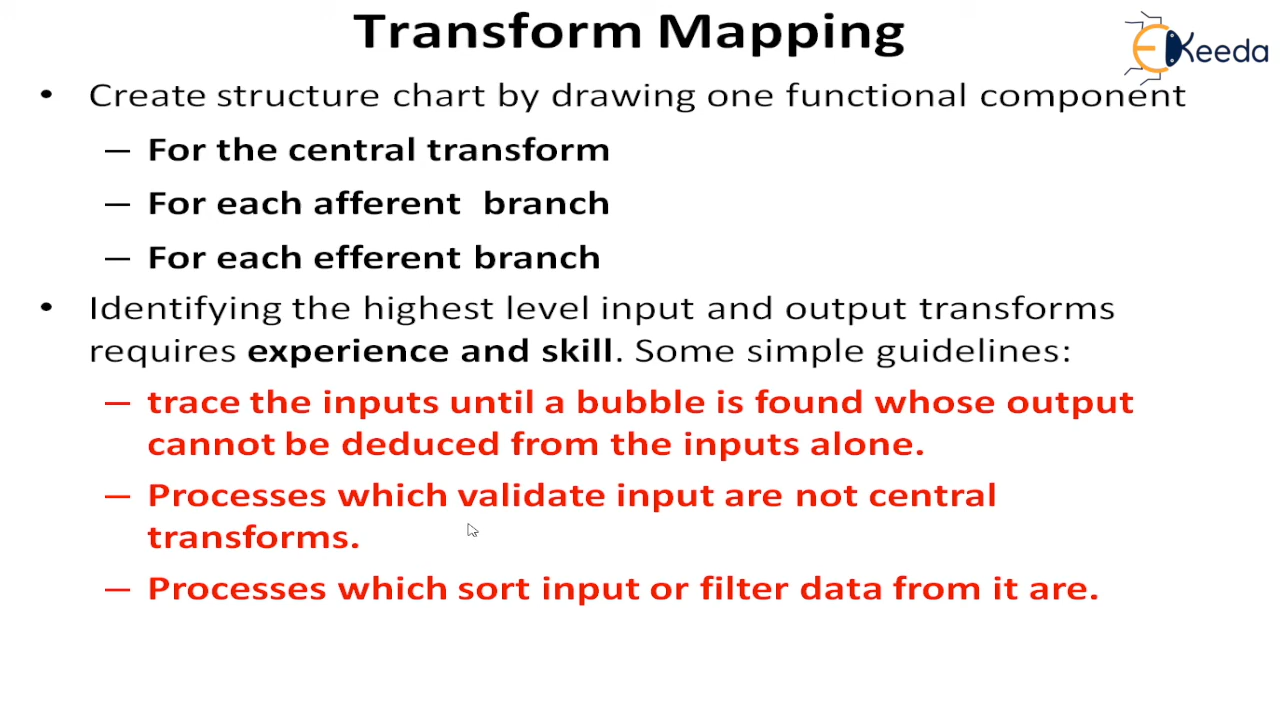 Transform Mapping
EKeeda
• Create structure chart by drawing one functional component
– For the central transform
– For each afferent branch
– For each efferent branch
• Identifying the highest level input and output transforms
requires experience and skill. Some simple guidelines:
– trace the inputs until a bubble is found whose output
cannot be deduced from the inputs alone.
– Processes which validate input are not central
transforms.
– Processes which sort input or filter data from it are.